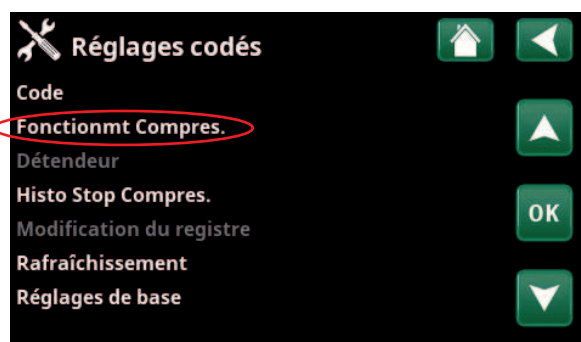 Réglages codés
Code
Fonctionmt Compres.
Détendeur
Histo Stop Compres.
Modification du registre
Rafraîchissement
Réglages de base
OK